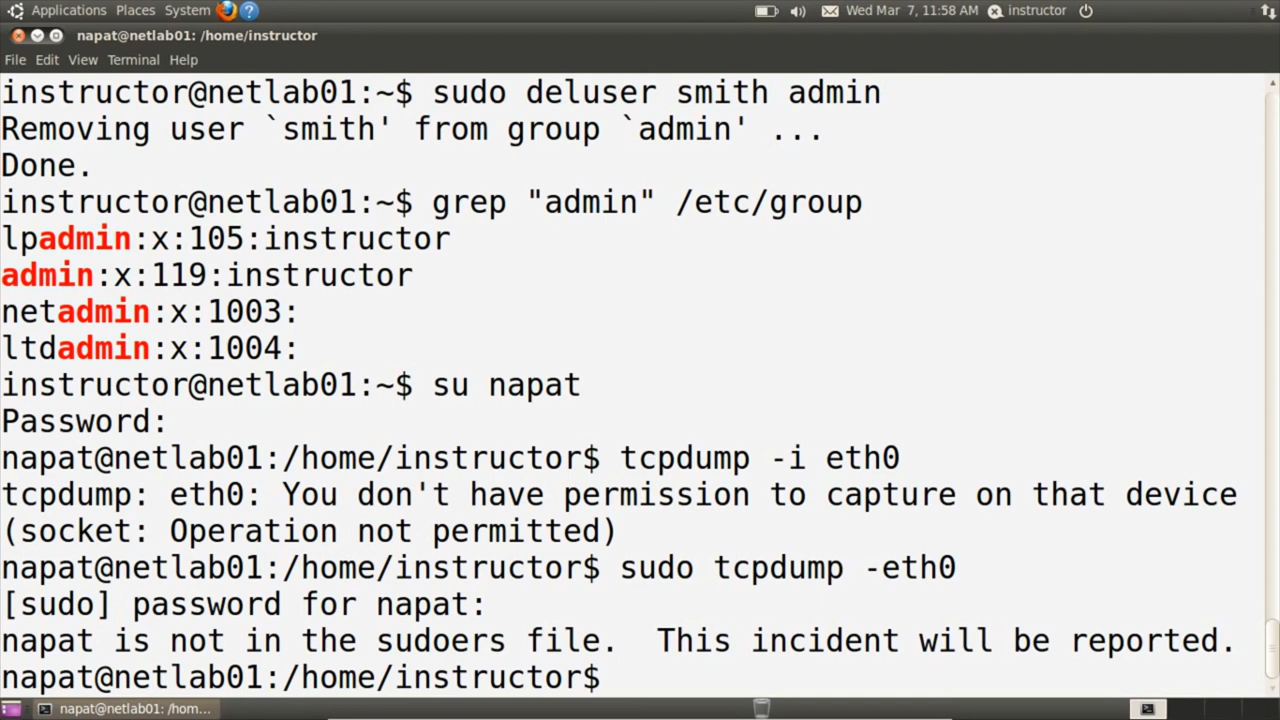 Applications Places System Wed Mar 7, 11:58 AM instructor
napat@netlab01: /home/instructor
File Edit View Terminal Help
instructor@netlab01:~$ sudo deluser smith admin
Removing user `smith' from group `admin' ...
Done.
instructor@netlab01:~$ grep "admin" /etc/group
lpadmin:x:105:instructor
admin:x:119:instructor
netadmin:x:1003:
ltdadmin:x:1004:
instructor@netlab01:~$ su napat
Password:
napat@netlab01:/home/instructor$ tcpdump -i eth0
tcpdump: eth0: You don't have permission to capture on that device
(socket: Operation not permitted)
napat@netlab01:/home/instructor$ sudo tcpdump -eth0
[sudo] password for napat:
napat is not in the sudoers file.  This incident will be reported.
napat@netlab01:/home/instructor$
napat@netlab01: /hom...